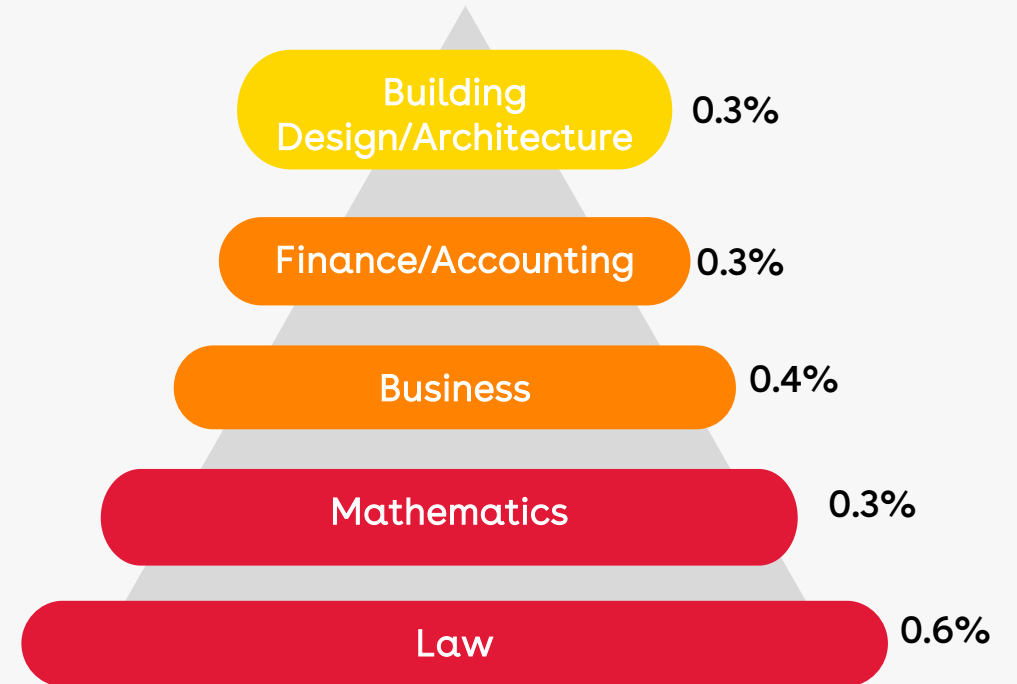 Building
Design/Architecture
0.3%
Finance/Accounting
0.3%
Business
0.4%
Mathematics
0.3%
Law
0.6%